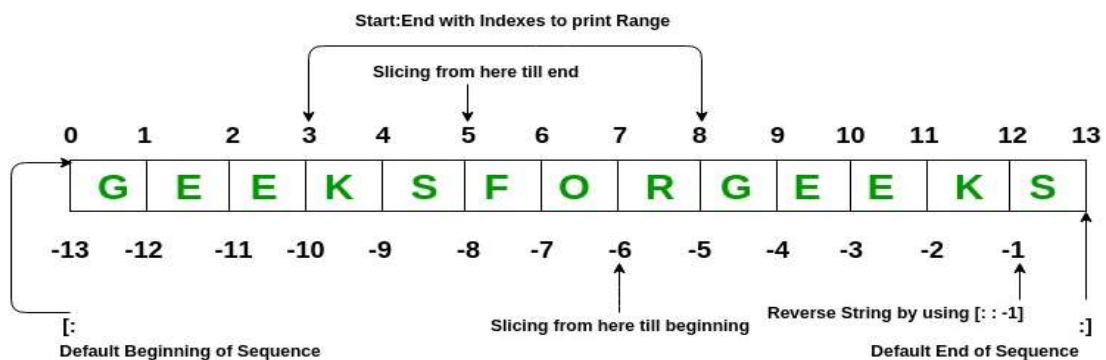 Start:End with Indexes to print Range
Slicing from here till end
0 1 2 3 4 5 6 7 8 9 10 11 12 13
G E E K S F O R G E E K S
-13 -12 -11 -10 -9 -8 -7 -6 -5 -4 -3 -2 -1
Reverse String by using [: : -1]
[: Slicing from here till beginning :]
Default Beginning of Sequence Default End of Sequence